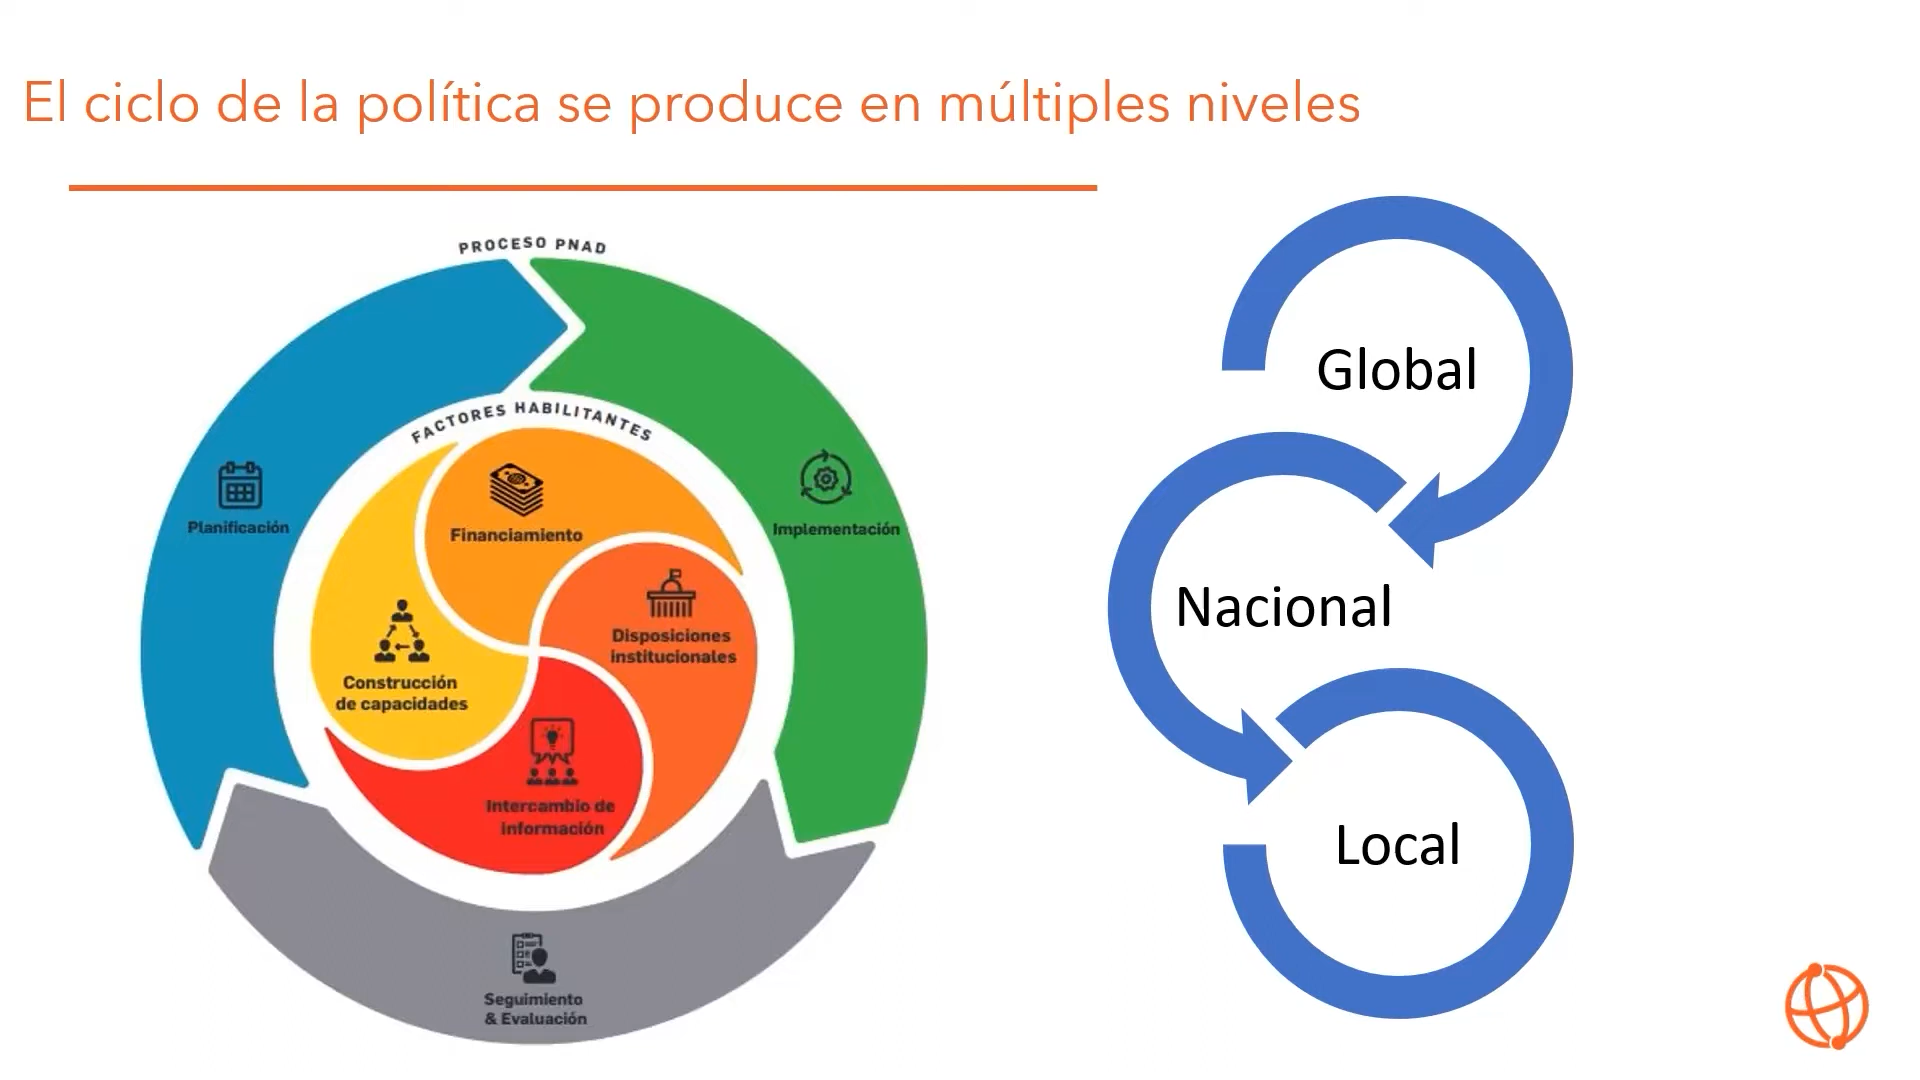 El ciclo de la política se produce en múltiples niveles
PROCESO PNAD
FACTORES HABILITANTES
Planificación
Implementación
Financiamiento
Disposiciones
institucionales
Construcción
de capacidades
Intercambio de
información
Seguimiento
& Evaluación
Global
Nacional
Local